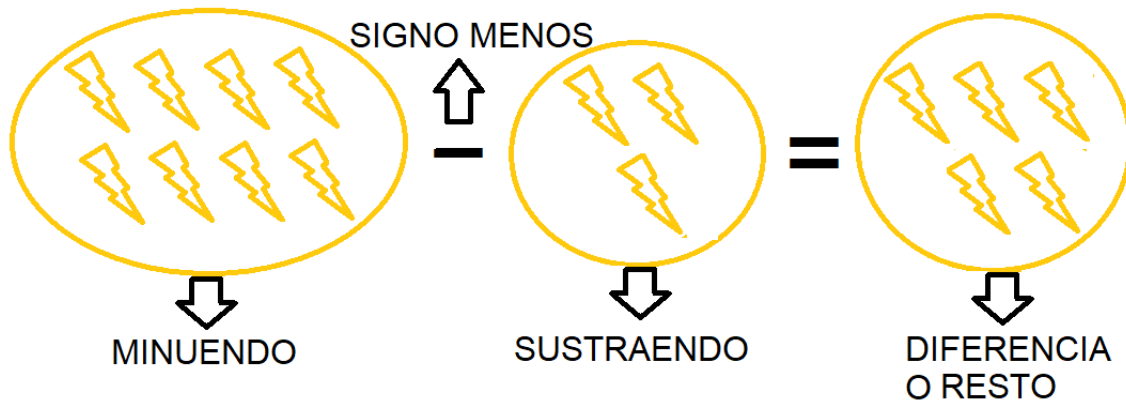 SIGNO MENOS
−
=
MINUENDO
SUSTRAENDO
DIFERENCIA
O RESTO